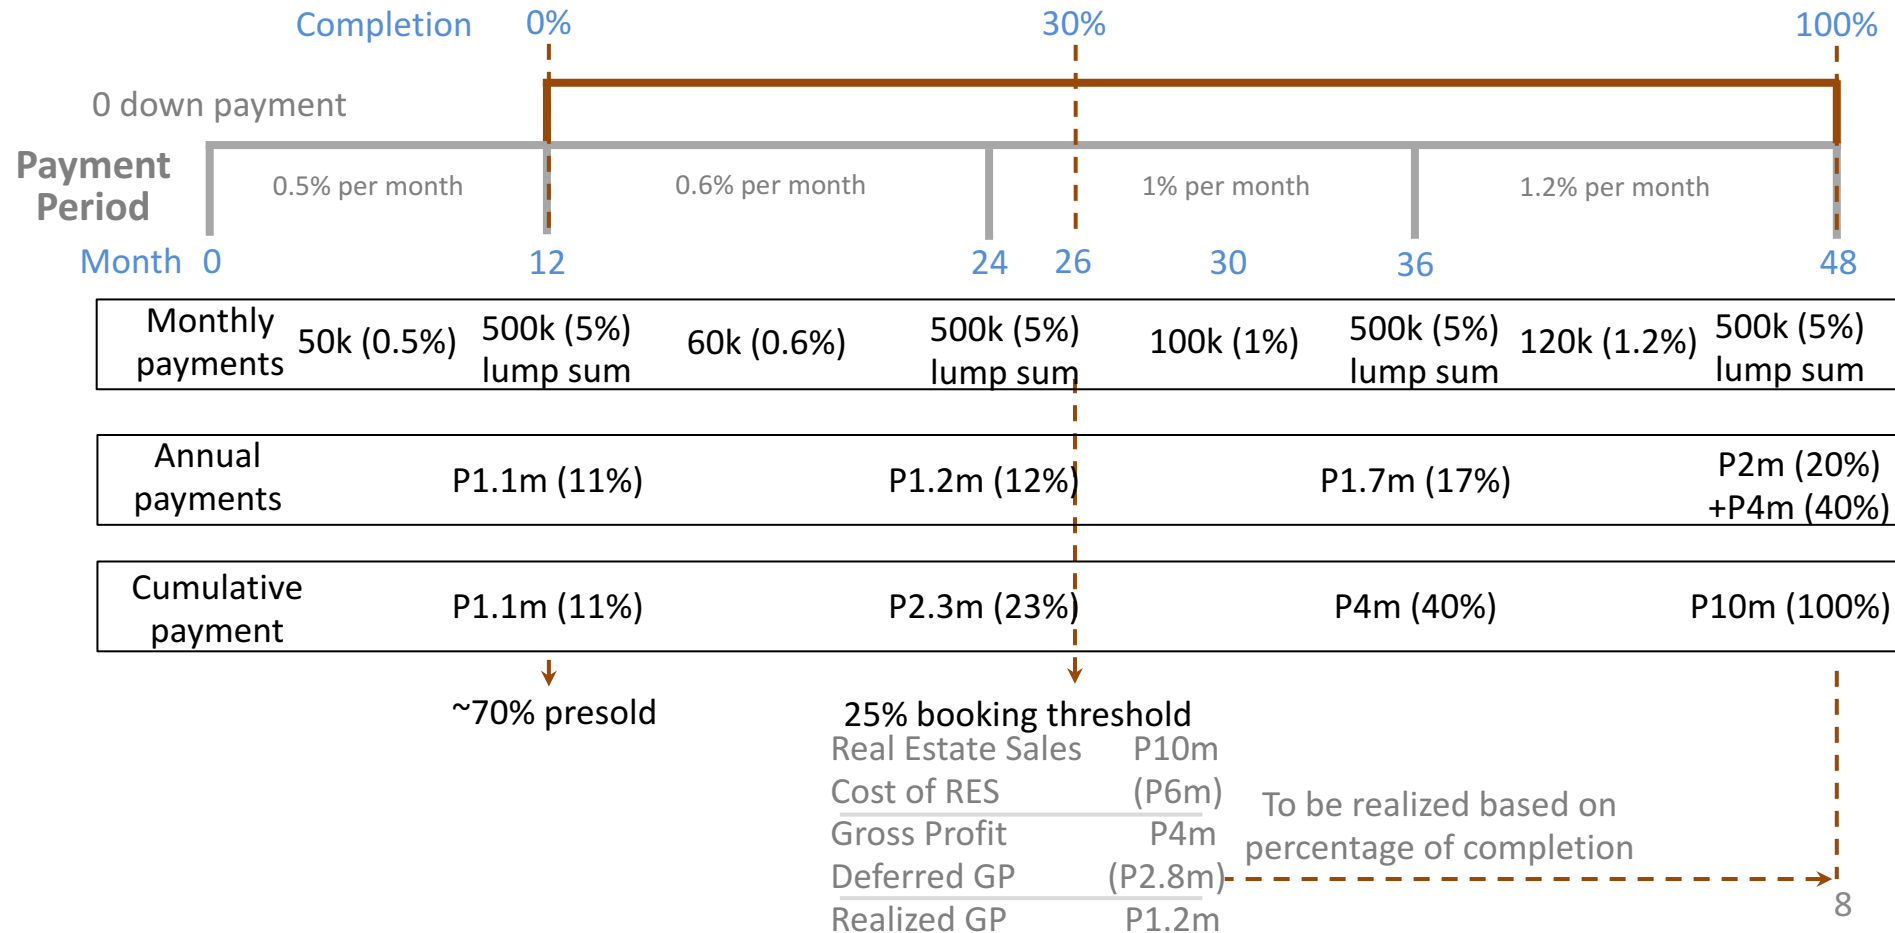 Completion 0% 30% 100%
0 down payment
Payment
Period
0.5% per month 0.6% per month 1% per month 1.2% per month
Month 0 12 24 26 30 36 48
Monthly
payments
50k (0.5%)
500k (5%)
lump sum
60k (0.6%)
500k (5%)
lump sum
100k (1%)
500k (5%)
lump sum
120k (1.2%)
500k (5%)
lump sum
Annual
payments
P1.1m (11%)
P1.2m (12%)
P1.7m (17%)
P2m (20%)
+P4m (40%)
Cumulative
payment
P1.1m (11%)
P2.3m (23%)
P4m (40%)
P10m (100%)
~70% presold
25% booking threshold
Real Estate Sales P10m
Cost of RES (P6m)
Gross Profit P4m
Deferred GP (P2.8m)
Realized GP P1.2m
To be realized based on
percentage of completion
8